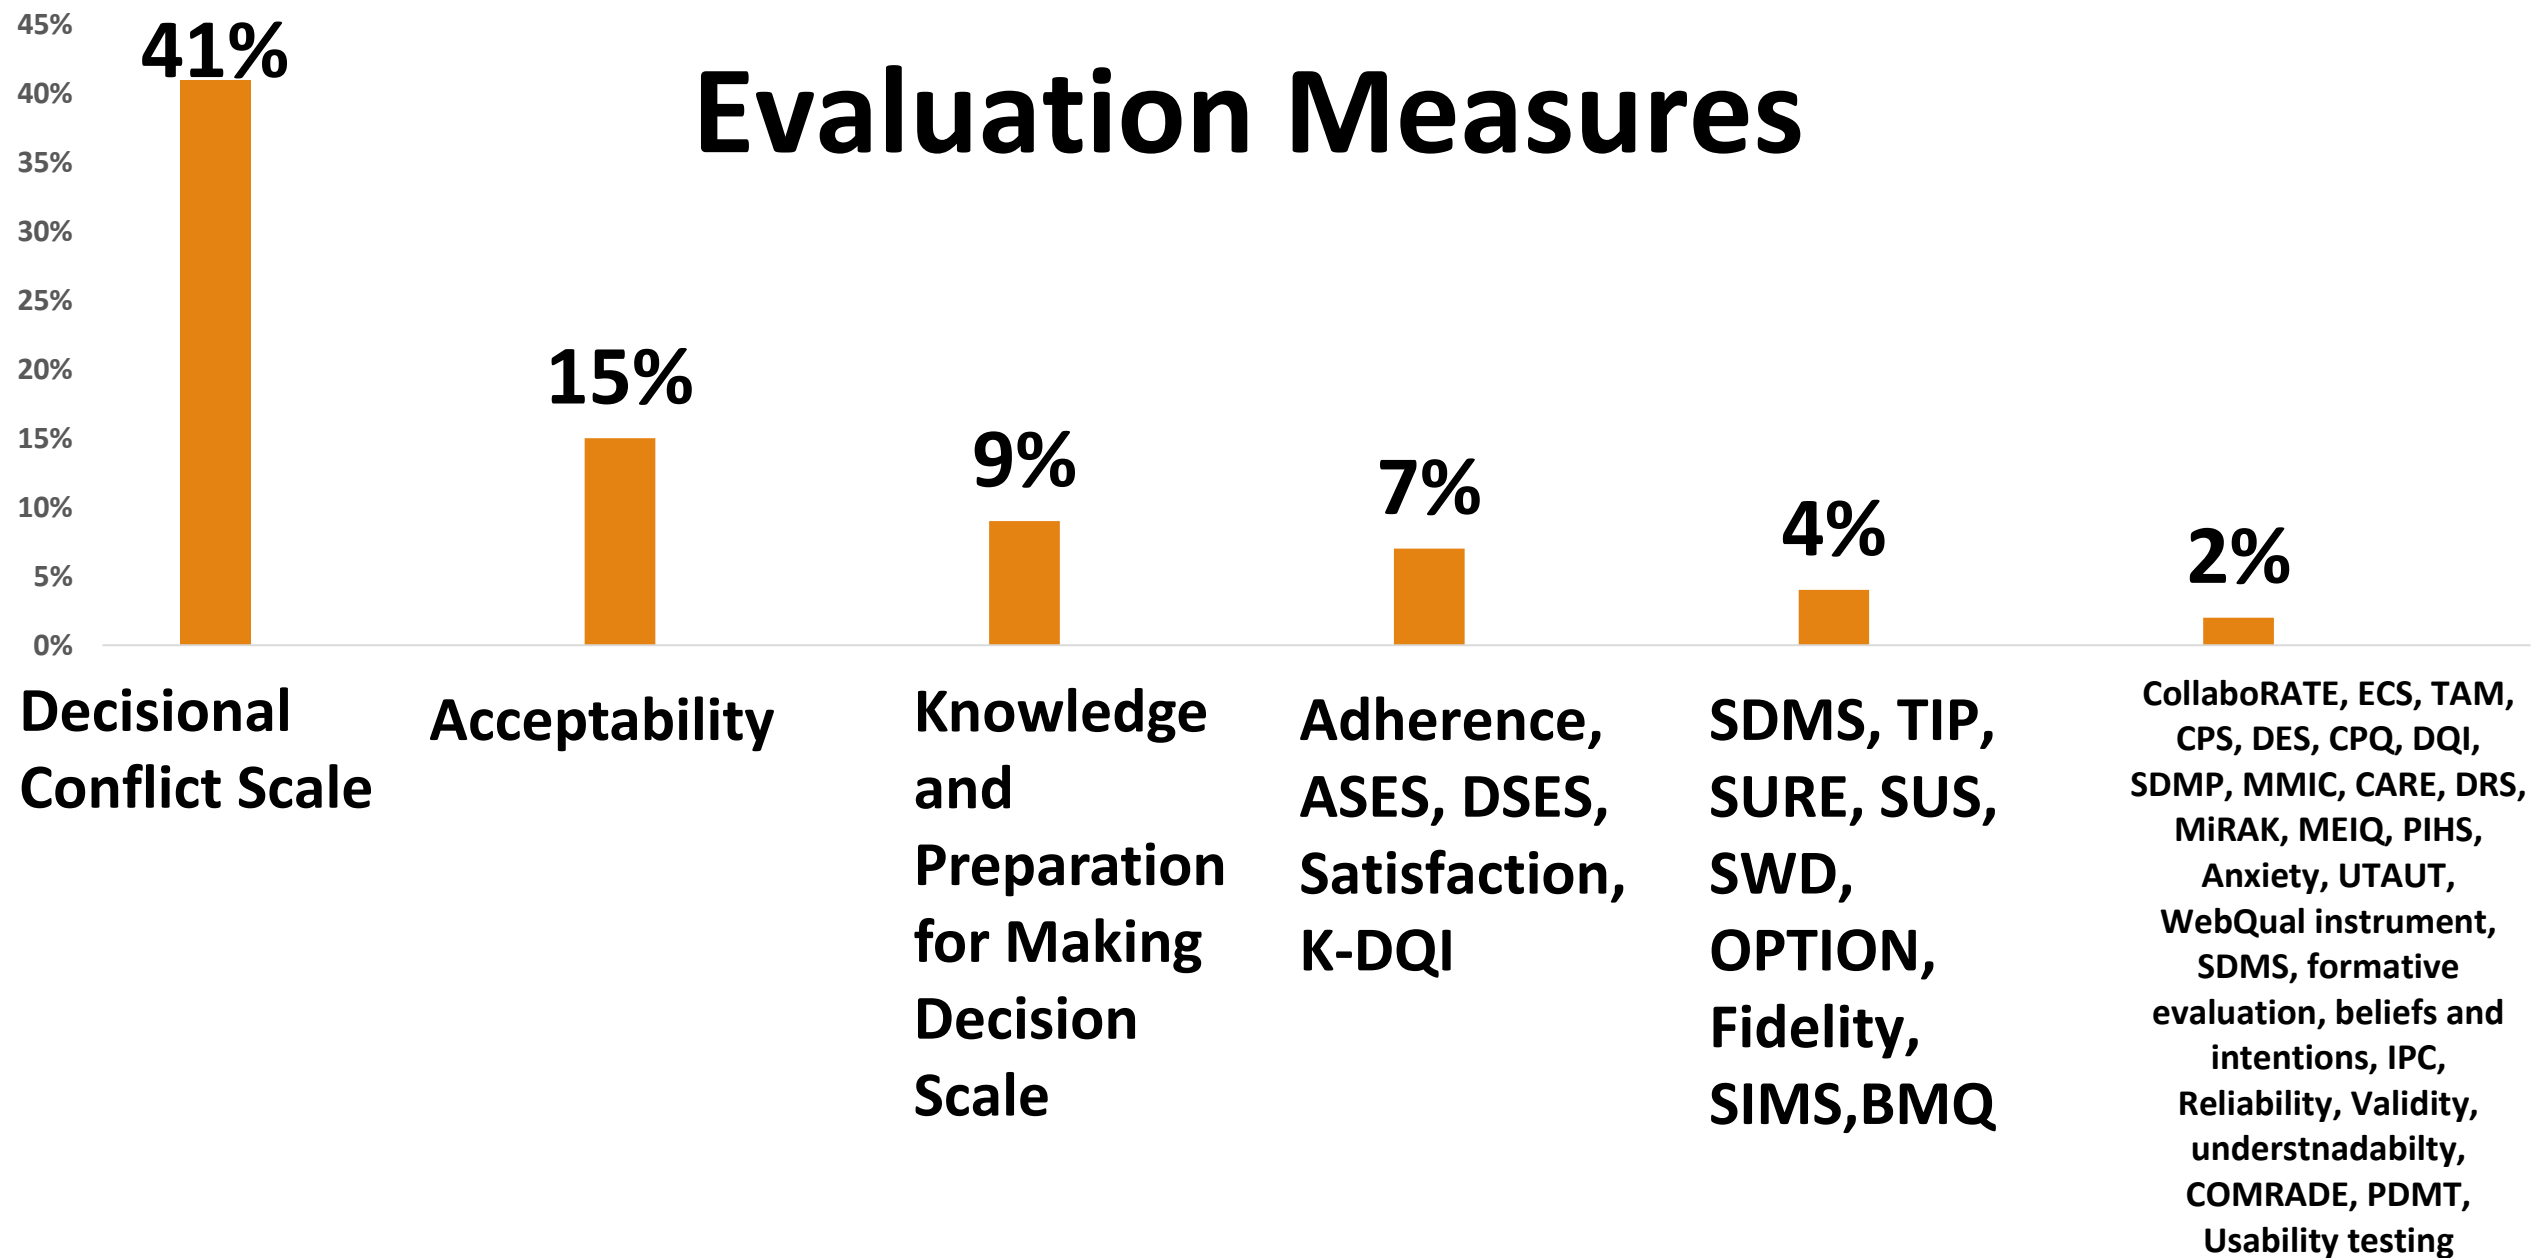 Evaluation Measures
45%
40%
35%
30%
25%
20%
15%
10%
5%
0%
41%
15%
9%
7%
4%
2%
Decisional
Conflict Scale
Acceptability
Knowledge
and
Preparation
for Making
Decision
Scale
Adherence,
ASES, DSES,
Satisfaction,
K-DQI
SDMS, TIP,
SURE, SUS,
SWD,
OPTION,
Fidelity,
SIMS,BMQ
CollaboRATE, ECS, TAM,
CPS, DES, CPQ, DQI,
SDMP, MMIC, CARE, DRS,
MiRAK, MEIQ, PIHS,
Anxiety, UTAUT,
WebQual instrument,
SDMS, formative
evaluation, beliefs and
intentions, IPC,
Reliability, Validity,
understnadabilty,
COMRADE, PDMT,
Usability testing